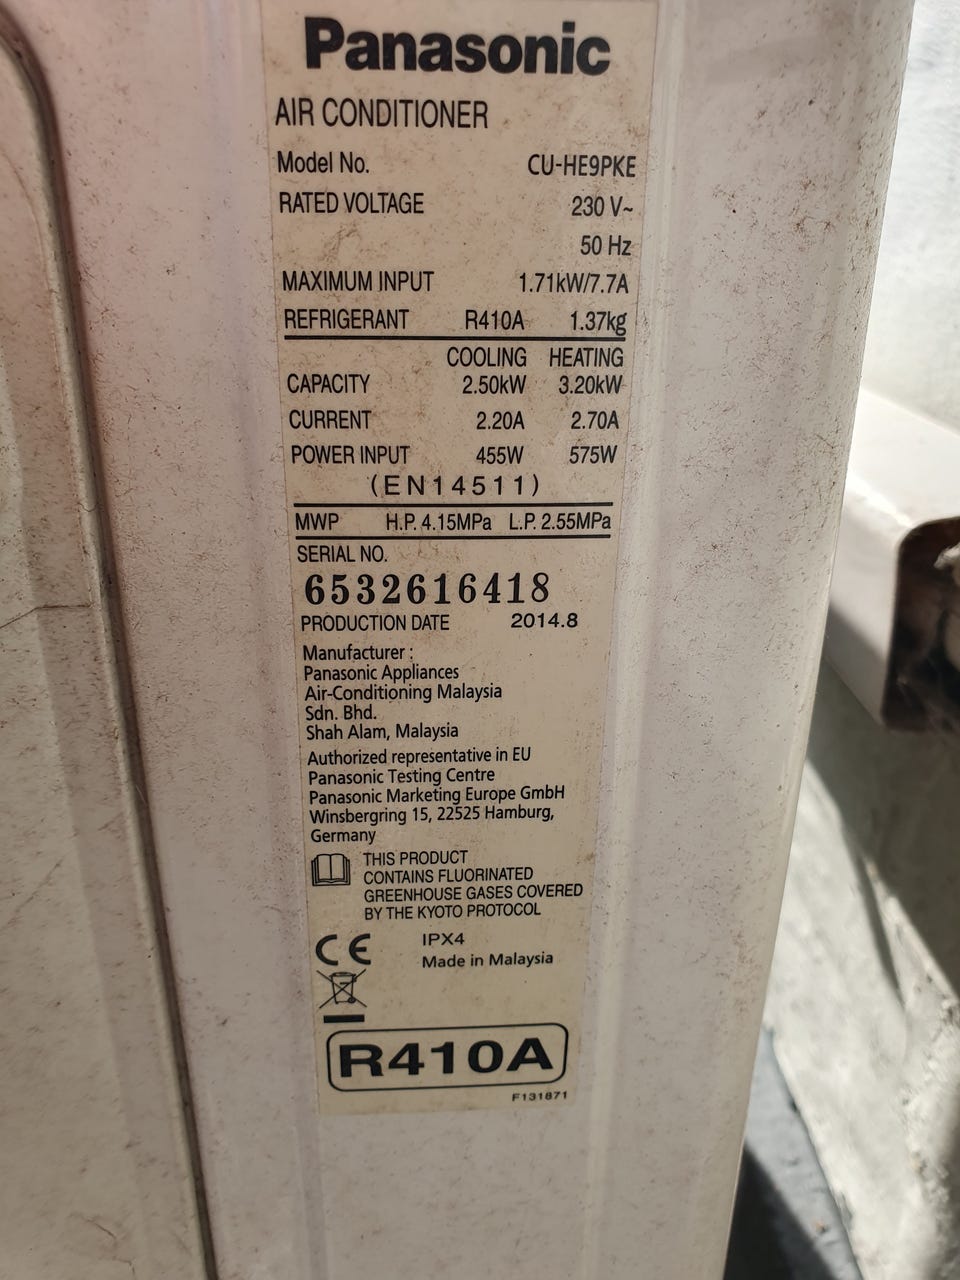 Panasonic
AIR CONDITIONER
Model No. CU-HE9PKE
RATED VOLTAGE 230 V~
50 Hz
MAXIMUM INPUT 1.71kW/7.7A
REFRIGERANT R410A 1.37kg
COOLING HEATING
CAPACITY 2.50kW 3.20kW
CURRENT 2.20A 2.70A
POWER INPUT 455W 575W
(EN14511)
MWP H.P. 4.15MPa L.P. 2.55MPa
SERIAL NO.
6532616418
PRODUCTION DATE 2014.8
Manufacturer :
Panasonic Appliances
Air-Conditioning Malaysia
Sdn. Bhd.
Shah Alam, Malaysia
Authorized representative in EU
Panasonic Testing Centre
Panasonic Marketing Europe GmbH
Winsbergring 15, 22525 Hamburg,
Germany
THIS PRODUCT
CONTAINS FLUORINATED
GREENHOUSE GASES COVERED
BY THE KYOTO PROTOCOL
CE IPX4
Made in Malaysia
R410A
F131871